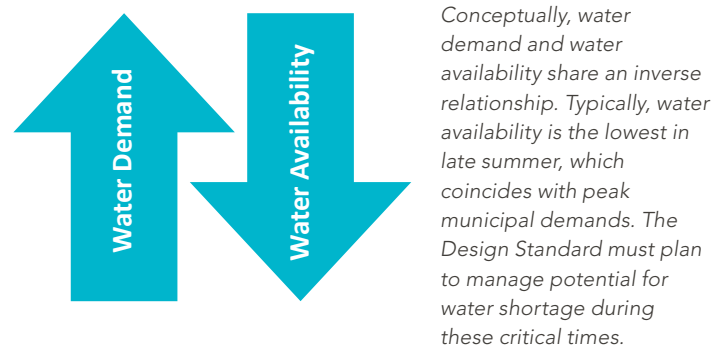 Water Demand
Water Availability
Conceptually, water
demand and water
availability share an inverse
relationship. Typically, water
availability is the lowest in
late summer, which
coincides with peak
municipal demands. The
Design Standard must plan
to manage potential for
water shortage during
these critical times.